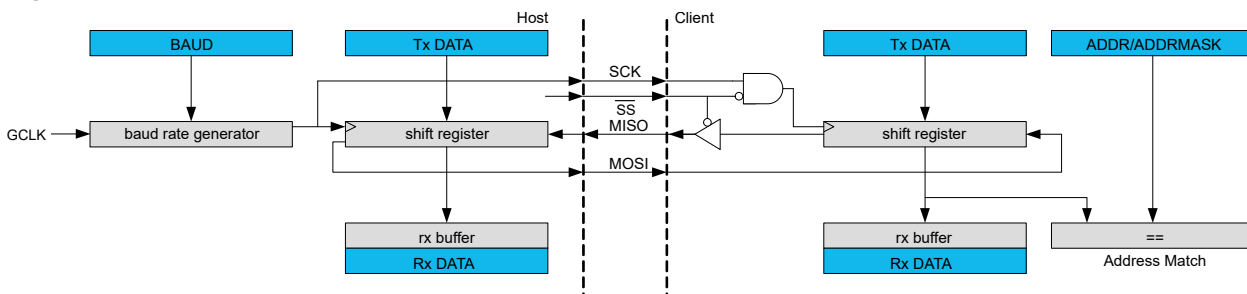 Host
Client
BAUD
Tx DATA
Tx DATA
ADDR/ADDRMASK
SCK
SS
GCLK
baud rate generator
shift register
MISO
shift register
MOSI
rx buffer
Rx DATA
rx buffer
Rx DATA
==
Address Match